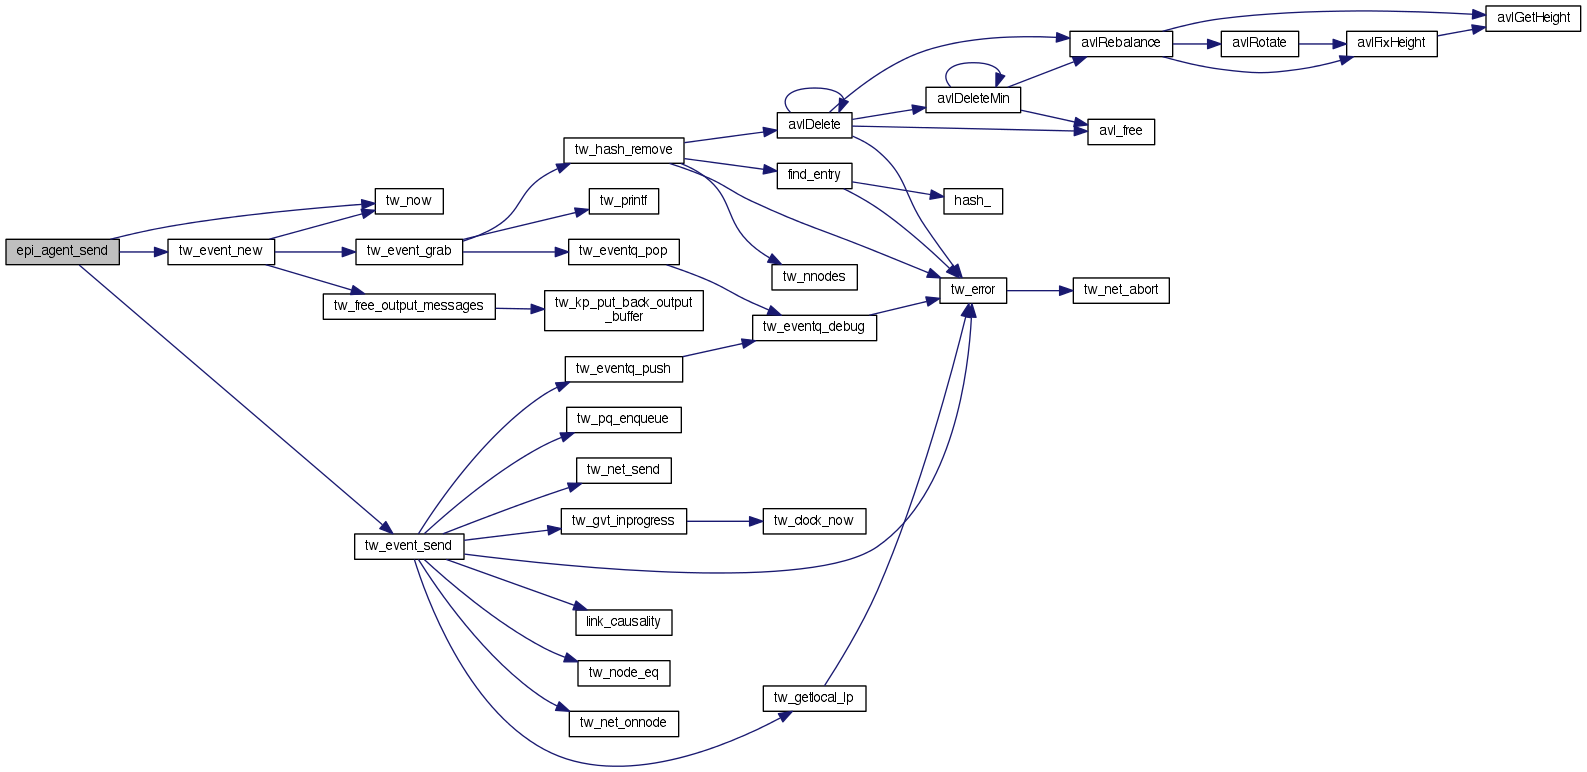 avlGetHeight
avlRebalance
avlRotate
avlFixHeight
avlDeleteMin
avlDelete
avl_free
tw_hash_remove
find_entry
tw_now
tw_printf
hash_
epi_agent_send
tw_event_new
tw_event_grab
tw_eventq_pop
tw_nnodes
tw_error
tw_net_abort
tw_free_output_messages
tw_kp_put_back_output
_buffer
tw_eventq_debug
tw_eventq_push
tw_pq_enqueue
tw_net_send
tw_gvt_inprogress
tw_clock_now
tw_event_send
link_causality
tw_node_eq
tw_getlocal_lp
tw_net_onnode